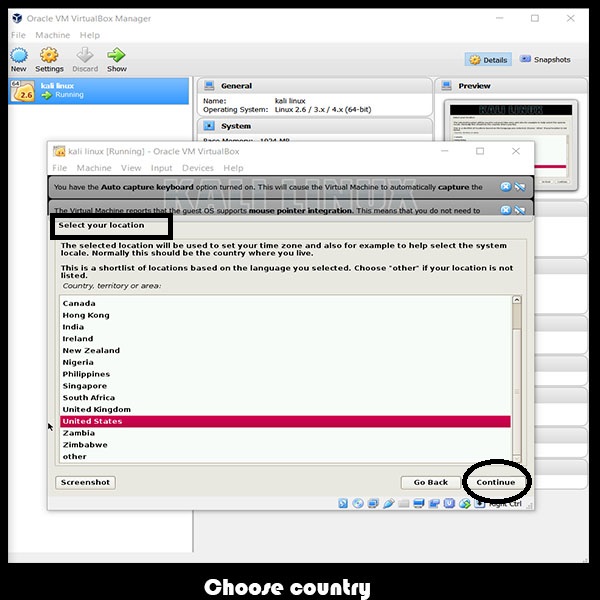 Oracle VM VirtualBox Manager
File Machine Help
New Settings Discard Show
Details Snapshots
64
2.6
kali linux
Running
General
Name: kali linux
Operating System: Linux 2.6 / 3.x / 4.x (64-bit)
System
Preview
kali linux [Running] - Oracle VM VirtualBox
File Machine View Input Devices Help
You have the Auto capture keyboard option turned on. This will cause the Virtual Machine to automatically capture the
KALI LINUX
The Virtual Machine reports that the guest OS supports mouse pointer integration. This means that you do not need to
Select your location
The selected location will be used to set your time zone and also for example to help select the system
locale. Normally this should be the country where you live.
This is a shortlist of locations based on the language you selected. Choose "other" if your location is not
listed.
Country, territory or area:
Canada
Hong Kong
India
Ireland
New Zealand
Nigeria
Philippines
Singapore
South Africa
United Kingdom
United States
Zambia
Zimbabwe
other
Screenshot Go Back Continue
Right Ctrl
Choose country